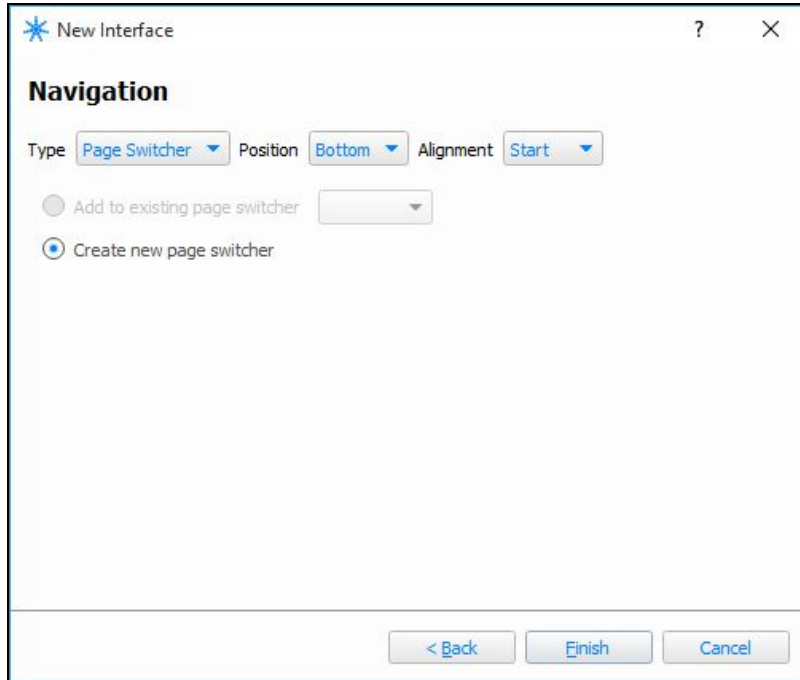 New Interface ?
Navigation
Type Page Switcher Position Bottom Alignment Start
Add to existing page switcher
Create new page switcher
< Back Finish Cancel